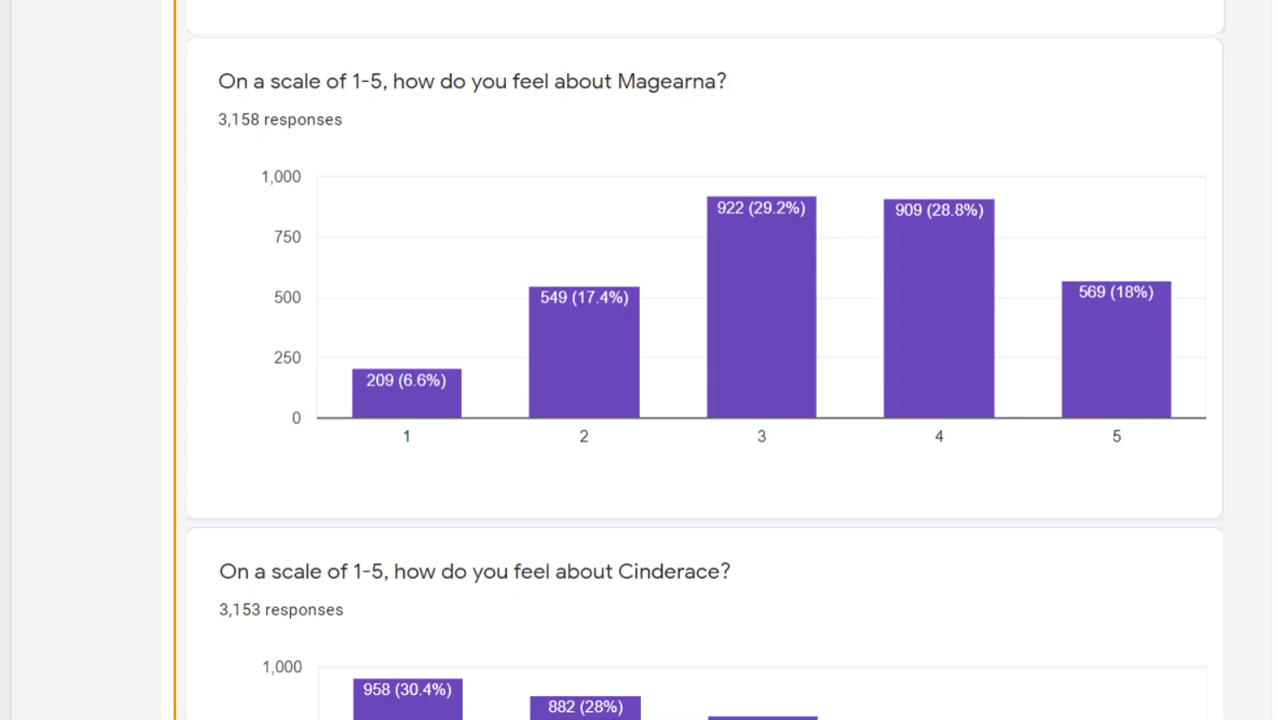 On a scale of 1-5, how do you feel about Magearna?
3,158 responses
1,000
750
500
250
0
209 (6.6%)
549 (17.4%)
922 (29.2%)
909 (28.8%)
569 (18%)
1 2 3 4 5
On a scale of 1-5, how do you feel about Cinderace?
3,153 responses
1,000
958 (30.4%)
882 (28%)